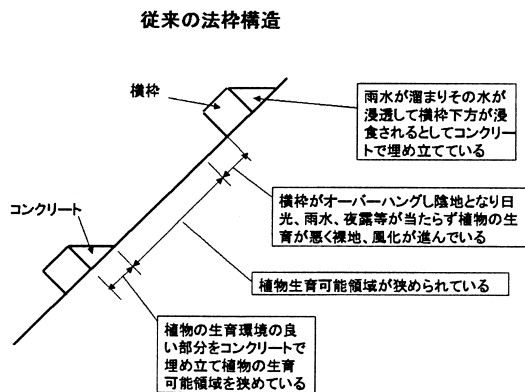 従来の法枠構造
横枠
雨水が溜まりその水が
浸透して横枠下方が浸
食されるとしてコンクリー
トで埋め立てている
横枠がオーバーハングし陰地となり日
光、雨水、夜露等が当たらず植物の生
育が悪く裸地、風化が進んでいる
コンクリート
植物生育可能領域が狭められている
植物の生育環境の良
い部分をコンクリートで
埋め立て植物の生育
可能領域を狭めている